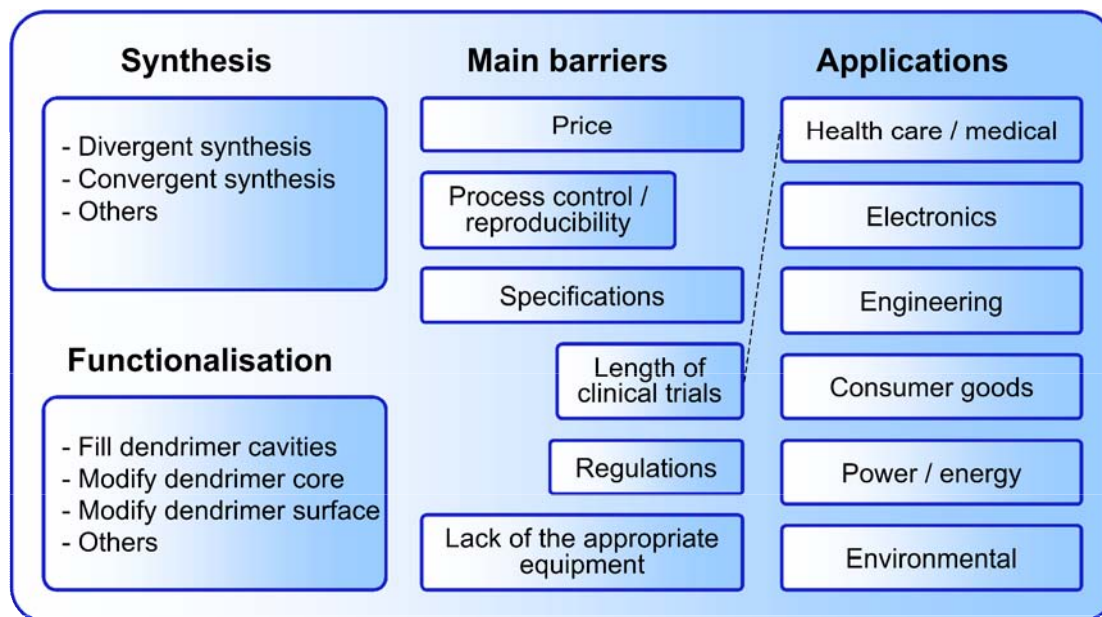 Synthesis
- Divergent synthesis
- Convergent synthesis
- Others
Functionalisation
- Fill dendrimer cavities
- Modify dendrimer core
- Modify dendrimer surface
- Others
Main barriers
Price
Process control /
reproducibility
Specifications
Length of
clinical trials
Regulations
Lack of the appropriate
equipment
Applications
Health care / medical
Electronics
Engineering
Consumer goods
Power / energy
Environmental